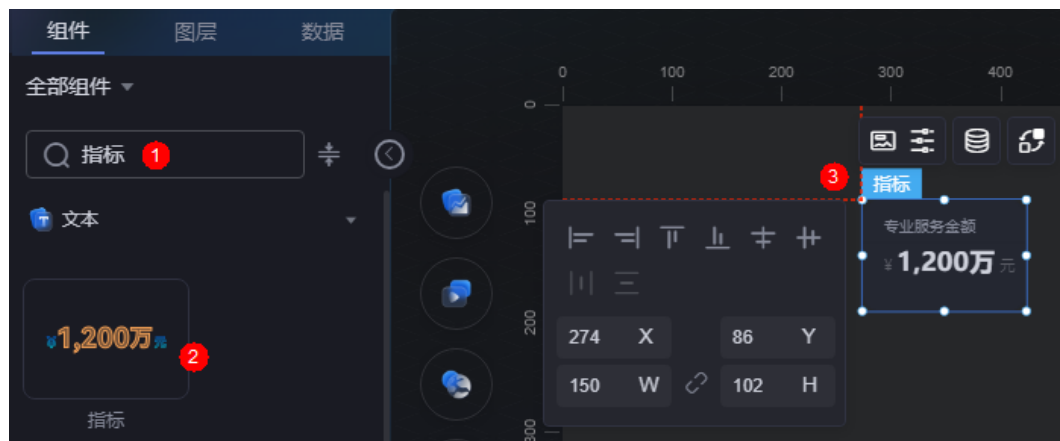 组件 图层 数据
全部组件
指标 1
文本
¥1,200万元
2
指标
0 100 200 300 400
0
100
200
300
3
指标
专业服务金额
¥ 1,200万 元
274 X 86 Y
150 W 102 H